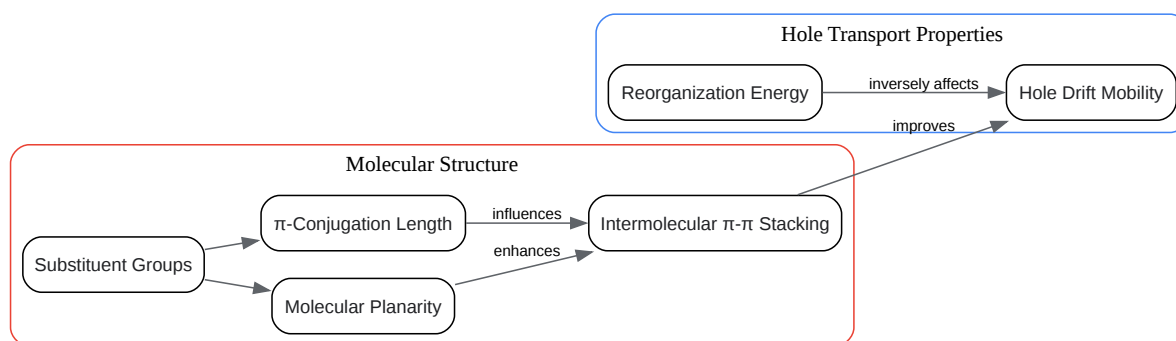 Hole Transport Properties
Reorganization Energy
inversely affects
Hole Drift Mobility
improves
Molecular Structure
π-Conjugation Length
influences
Intermolecular π-π Stacking
enhances
Substituent Groups
Molecular Planarity